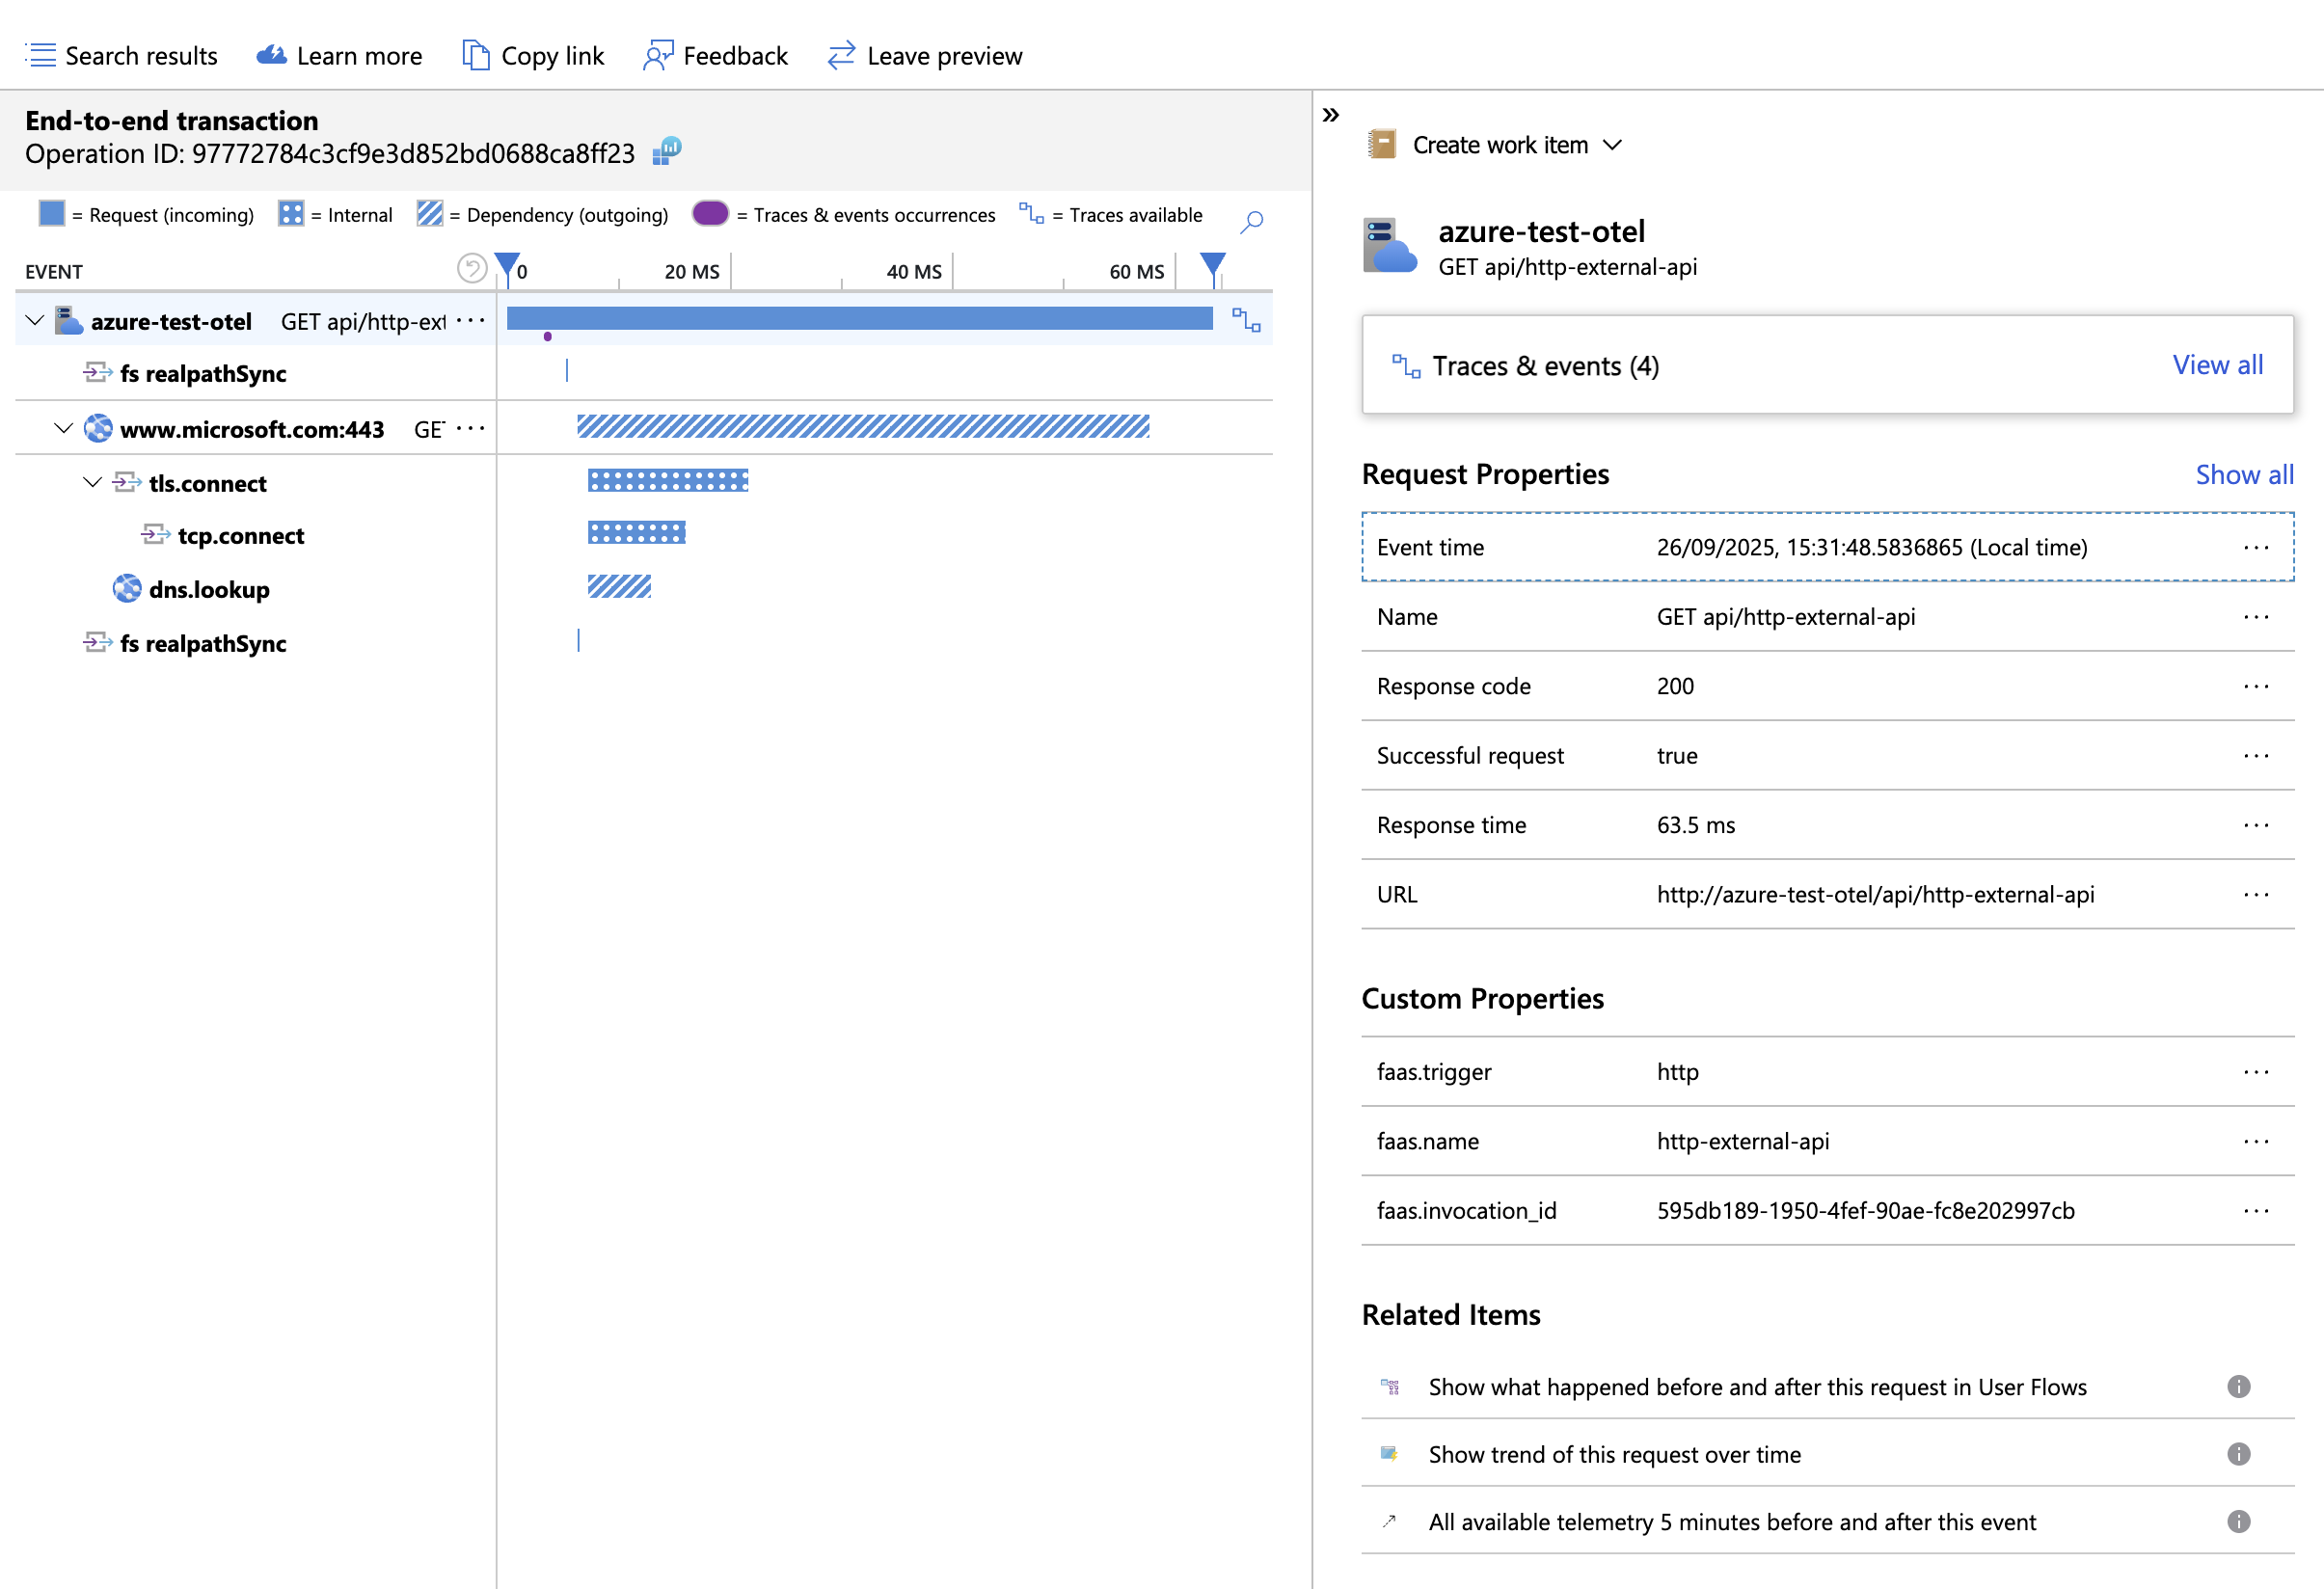 Search results Learn more Copy link Feedback Leave preview
End-to-end transaction
Operation ID: 97772784c3cf9e3d852bd0688ca8ff23
= Request (incoming) = Internal = Dependency (outgoing) = Traces & events occurrences = Traces available
EVENT 0 20 MS 40 MS 60 MS
azure-test-otel GET api/http-ext ...
fs realpathSync
www.microsoft.com:443 GET ...
tls.connect
tcp.connect
dns.lookup
fs realpathSync
Create work item
azure-test-otel
GET api/http-external-api
Traces & events (4) View all
Request Properties Show all
Event time 26/09/2025, 15:31:48.5836865 (Local time) ...
Name GET api/http-external-api ...
Response code 200 ...
Successful request true ...
Response time 63.5 ms ...
URL http://azure-test-otel/api/http-external-api ...
Custom Properties
faas.trigger http ...
faas.name http-external-api ...
faas.invocation_id 595db189-1950-4fef-90ae-fc8e202997cb ...
Related Items
Show what happened before and after this request in User Flows
Show trend of this request over time
All available telemetry 5 minutes before and after this event